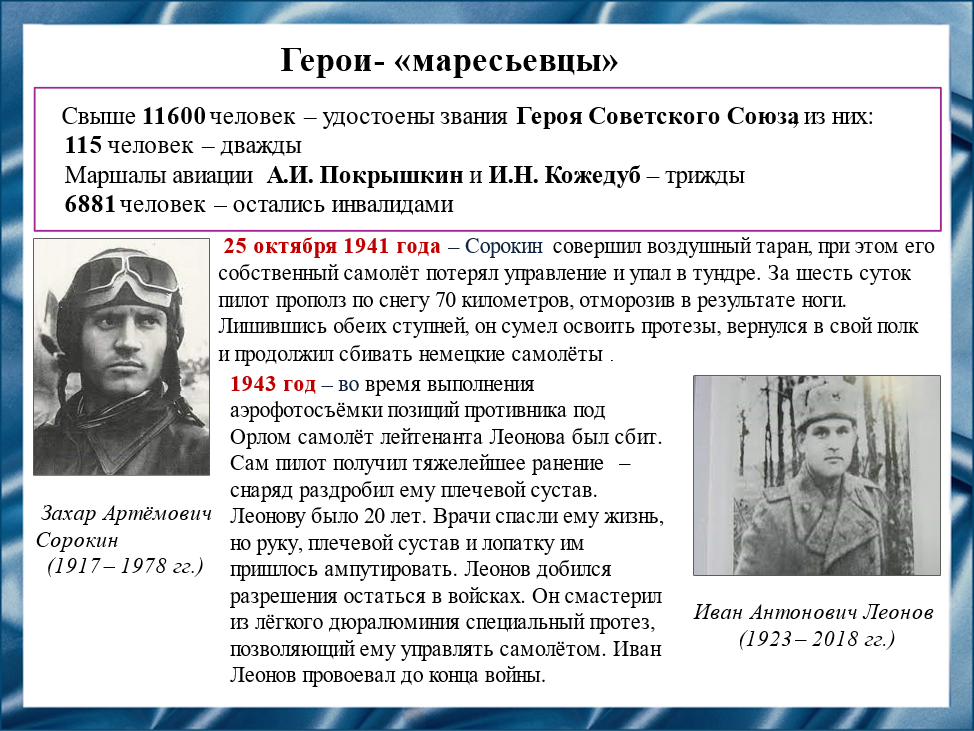 Герои- «маресьевцы»
Свыше 11600 человек – удостоены звания Героя Советского Союза, из них:
115 человек – дважды
Маршалы авиации А.И. Покрышкин и И.Н. Кожедуб – трижды
6881 человек – остались инвалидами
25 октября 1941 года – Сорокин совершил воздушный таран, при этом его
собственный самолёт потерял управление и упал в тундре. За шесть суток
пилот прополз по снегу 70 километров, отморозив в результате ноги.
Лишившись обеих ступней, он сумел освоить протезы, вернулся в свой полк
и продолжил сбивать немецкие самолёты .
1943 год – во время выполнения
аэрофотосъёмки позиций противника под
Орлом самолёт лейтенанта Леонова был сбит.
Сам пилот получил тяжелейшее ранение –
снаряд раздробил ему плечевой сустав.
Леонову было 20 лет. Врачи спасли ему жизнь,
но руку, плечевой сустав и лопатку им
пришлось ампутировать. Леонов добился
разрешения остаться в войсках. Он смастерил
из лёгкого дюралюминия специальный протез,
позволяющий ему управлять самолётом. Иван
Леонов провоевал до конца войны.
Захар Артёмович
Сорокин
(1917 – 1978 гг.)
Иван Антонович Леонов
(1923 – 2018 гг.)